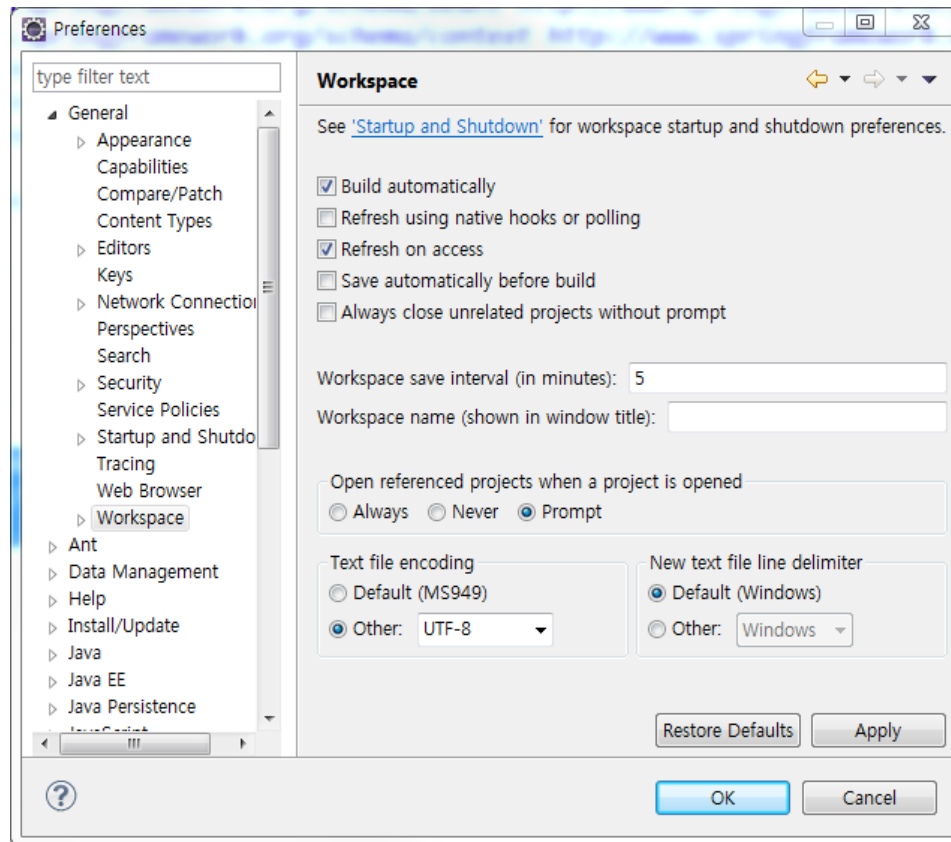 Preferences
type filter text
General
Appearance
Capabilities
Compare/Patch
Content Types
Editors
Keys
Network Connection
Perspectives
Search
Security
Service Policies
Startup and Shutdo
Tracing
Web Browser
Workspace
Ant
Data Management
Help
Install/Update
Java
Java EE
Java Persistence
Workspace
See 'Startup and Shutdown' for workspace startup and shutdown preferences.
Build automatically
Refresh using native hooks or polling
Refresh on access
Save automatically before build
Always close unrelated projects without prompt
Workspace save interval (in minutes): 5
Workspace name (shown in window title):
Open referenced projects when a project is opened
Always Never Prompt
Text file encoding
Default (MS949)
Other: UTF-8
New text file line delimiter
Default (Windows)
Other: Windows
Restore Defaults Apply
OK Cancel